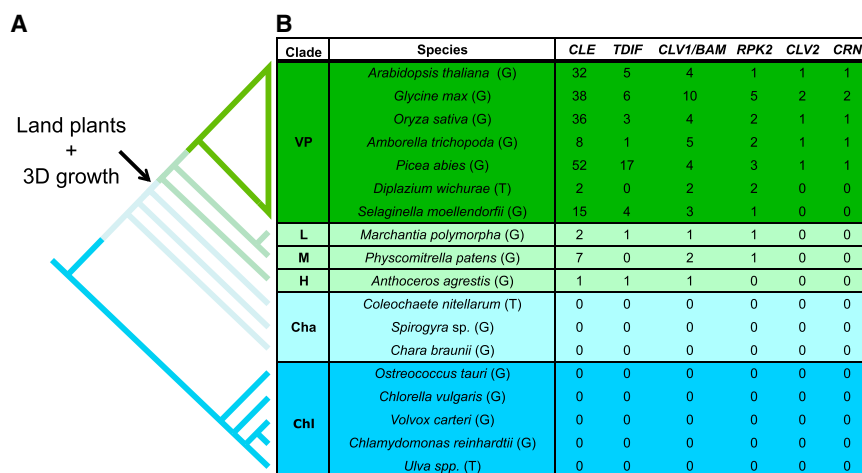 A
B
Land plants
+
3D growth
Clade Species CLE TDIF CLV1/BAM RPK2 CLV2 CRN
VP
Arabidopsis thaliana (G) 32 5 4 1 1 1
Glycine max (G) 38 6 10 5 2 2
Oryza sativa (G) 36 3 4 2 1 1
Amborella trichopoda (G) 8 1 5 2 1 1
Picea abies (G) 52 17 4 3 1 1
Diplazium wichurae (T) 2 0 2 2 0 0
Selaginella moellendorfii (G) 15 4 3 1 0 0
L Marchantia polymorpha (G) 2 1 1 1 0 0
M Physcomitrella patens (G) 7 0 2 1 0 0
H Anthoceros agrestis (G) 1 1 1 0 0 0
Cha
Coleochaete nitellarum (T) 0 0 0 0 0 0
Spirogyra sp. (G) 0 0 0 0 0 0
Chara braunii (G) 0 0 0 0 0 0
Chl
Ostreococcus tauri (G) 0 0 0 0 0 0
Chlorella vulgaris (G) 0 0 0 0 0 0
Volvox carteri (G) 0 0 0 0 0 0
Chlamydomonas reinhardtii (G) 0 0 0 0 0 0
Ulva spp. (T) 0 0 0 0 0 0